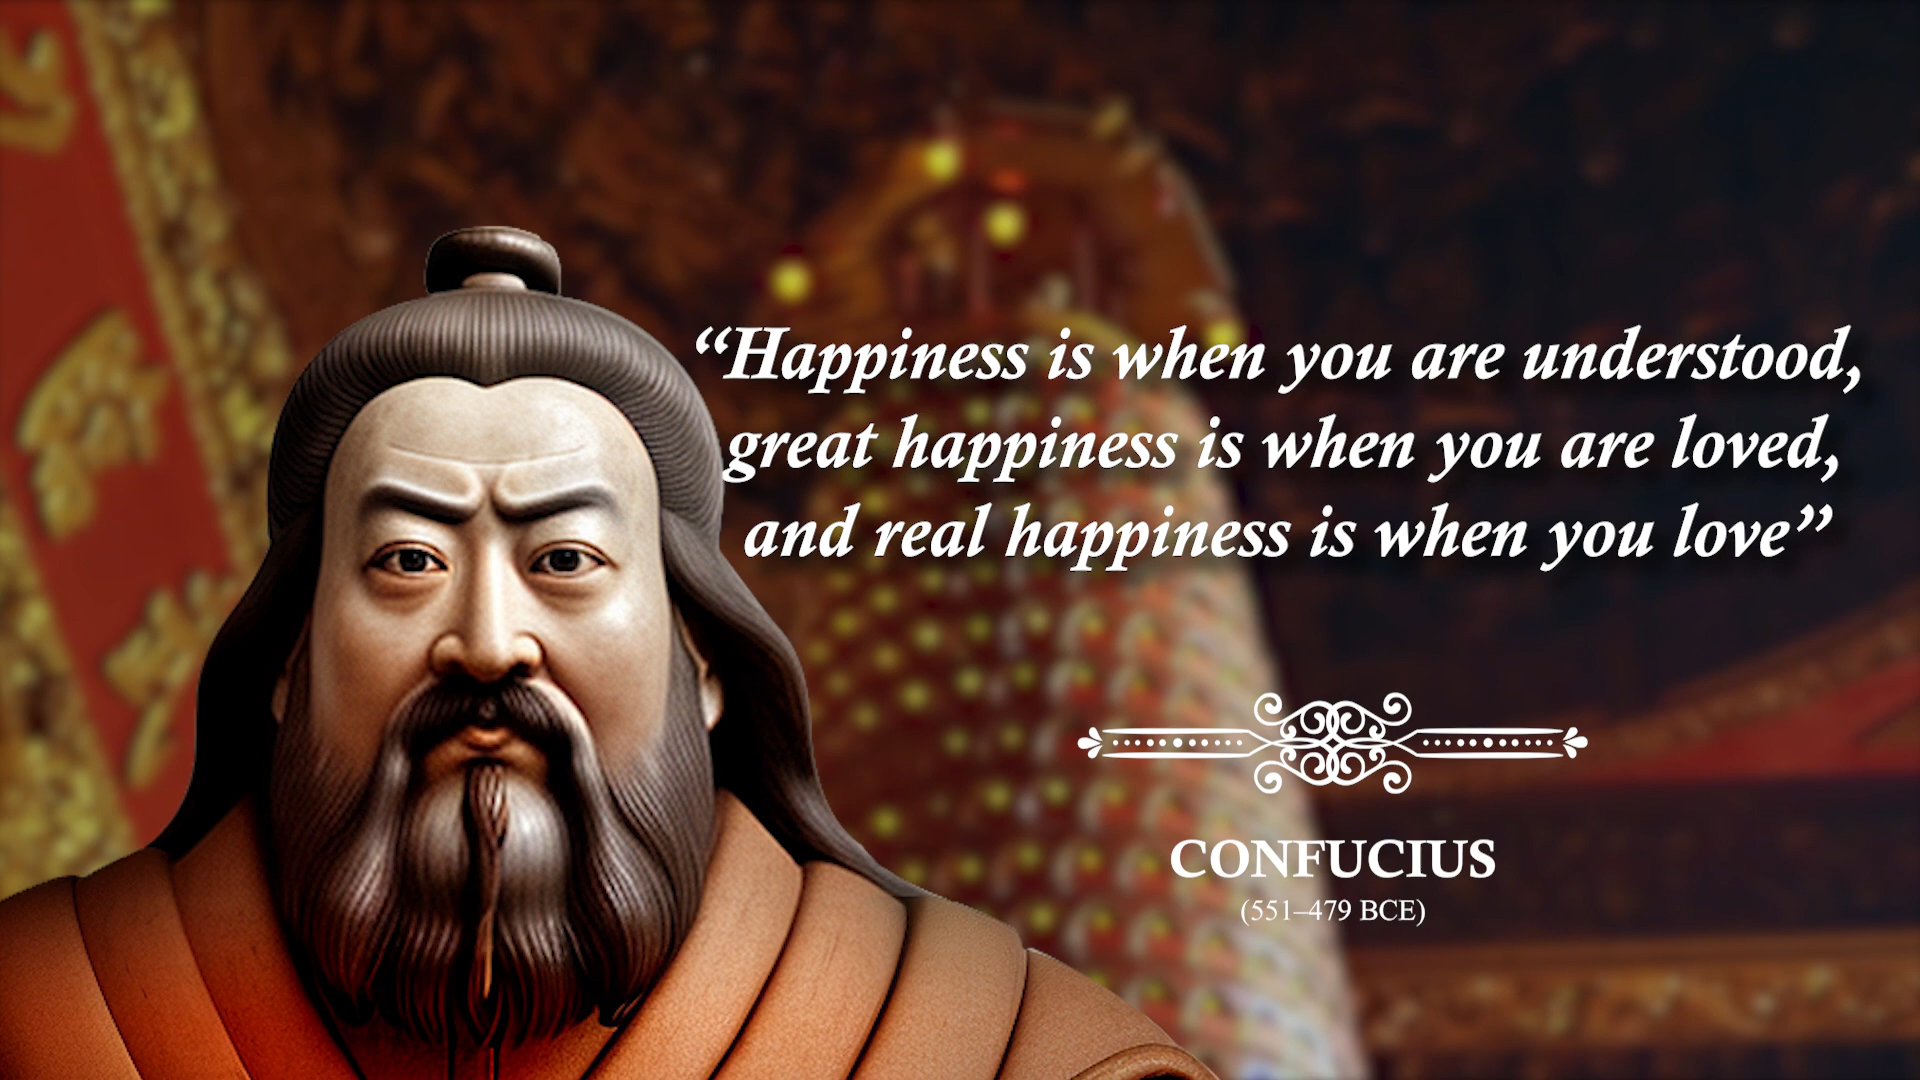 “Happiness is when you are understood,
great happiness is when you are loved,
and real happiness is when you love”
CONFUCIUS
(551–479 BCE)